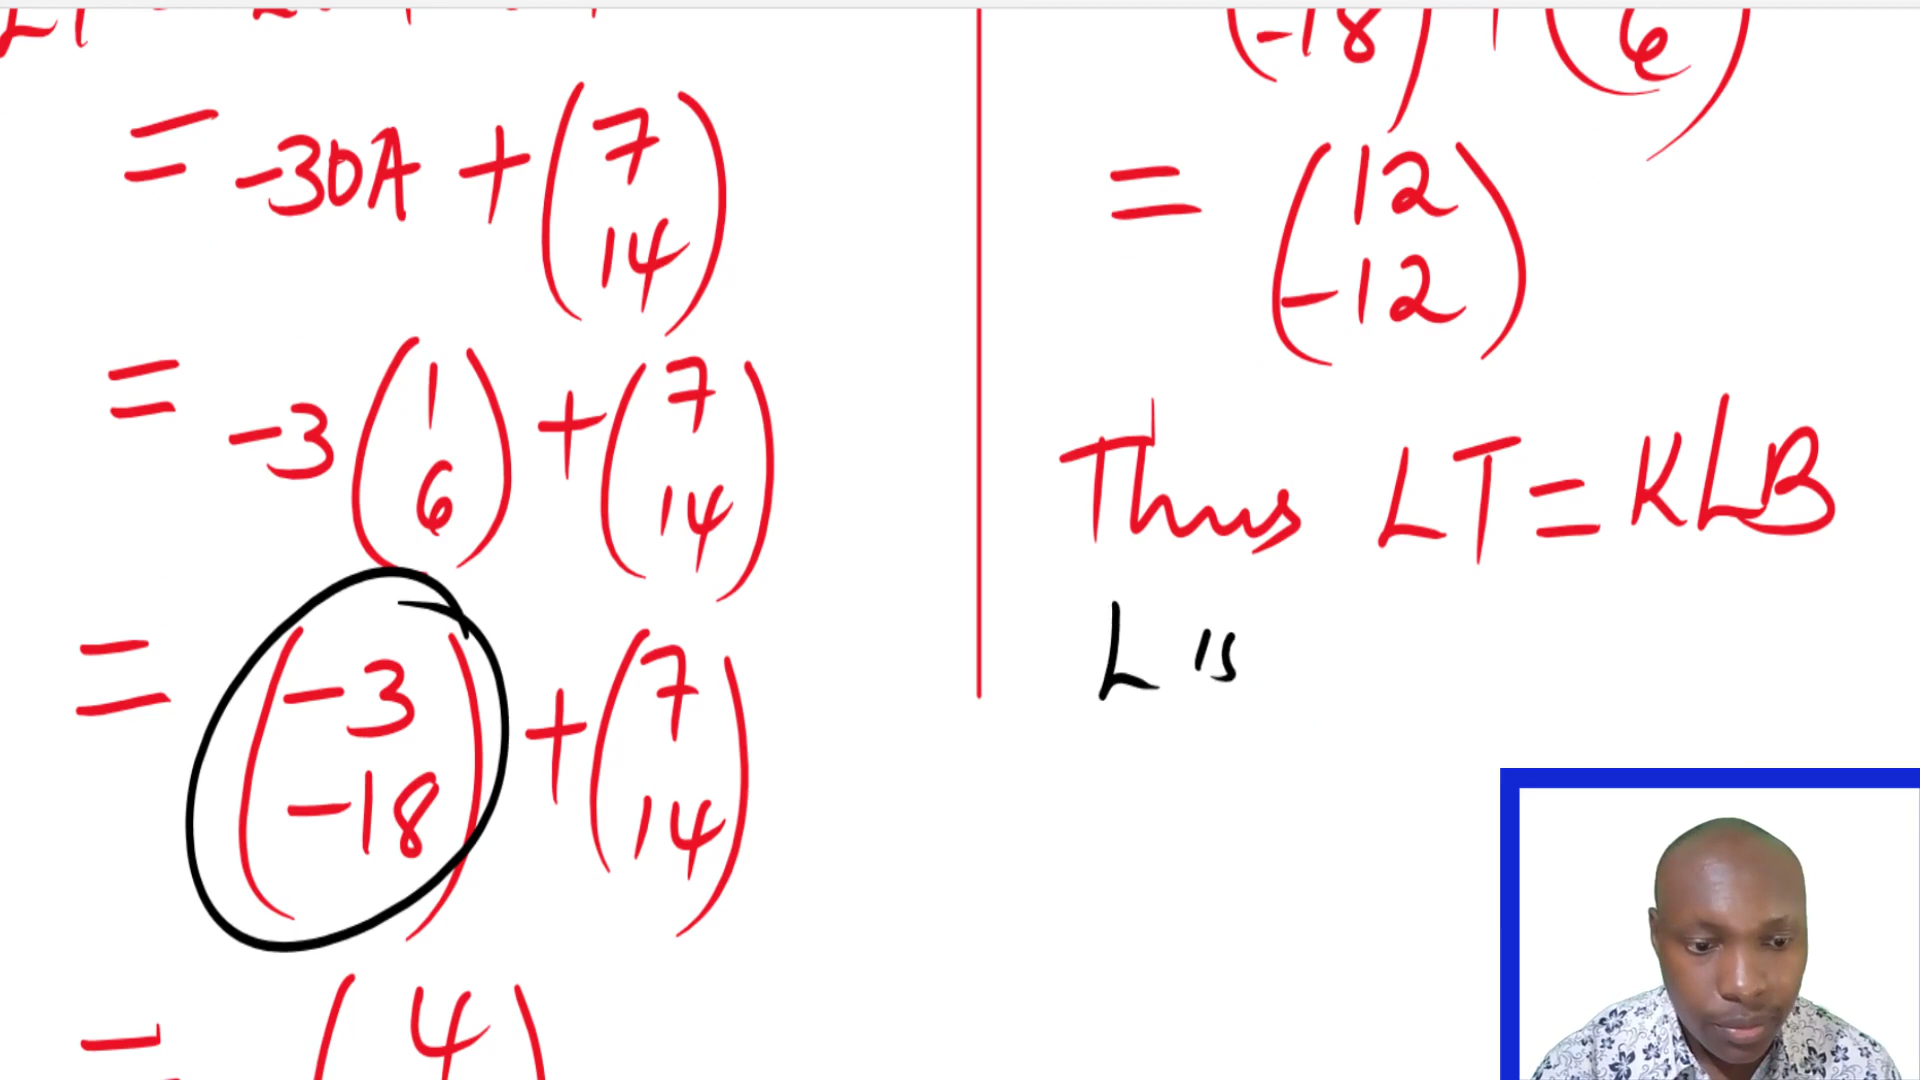 = -30A + (7
14)
= -3 (1
6) + (7
14)
= (-3
-18) + (7
14)
= (4
-18) + (
6)
= (12
-12)
Thus LT = KLB
L is